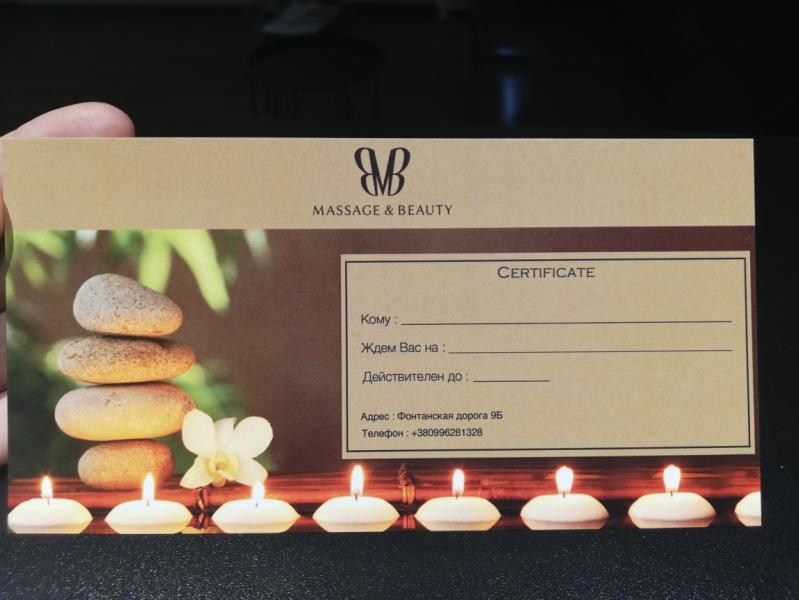 MASSAGE & BEAUTY
CERTIFICATE
Кому :
Ждем Вас на :
Действителен до :
Адрес : Фонтанская дорога 9Б
Телефон : +380996281328